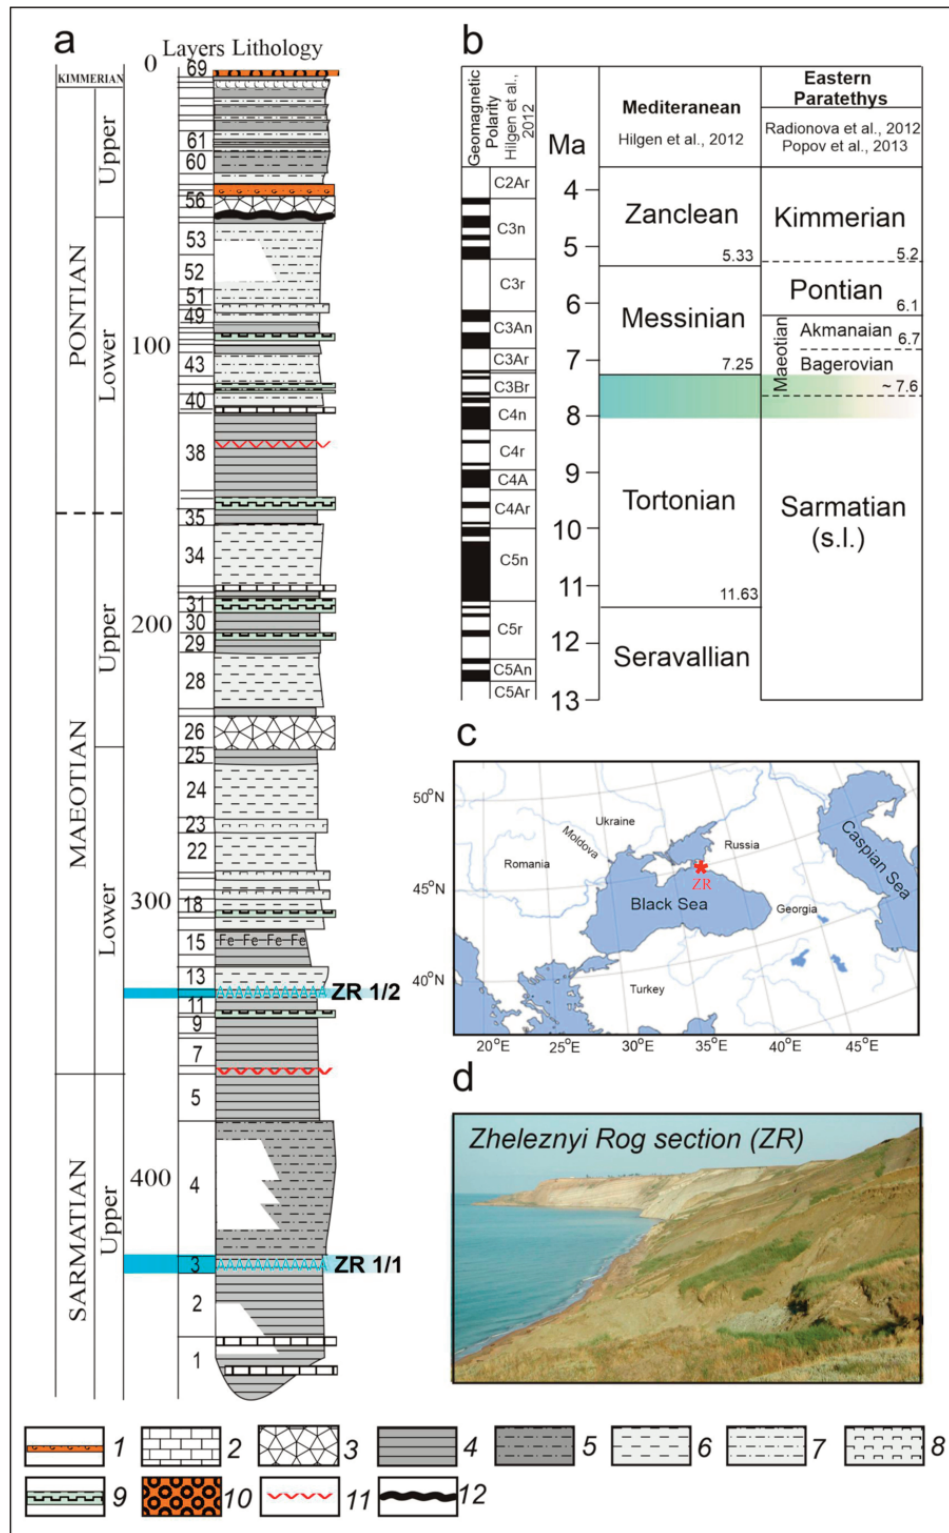 a
Layers Lithology
0
KIMMERIAN
69
Upper
61
60
56
PONTIAN
Lower
53
52
51
49
100
43
40
38
35
MAEOTIAN
Upper
34
31
200
30
29
28
26
Lower
25
24
23
22
300
18
15
Fe Fe Fe Fe
13
ZR 1/2
11
9
7
SARMATIAN
Upper
5
400
4
3
ZR 1/1
2
1
b
Geomagnetic
Polarity
Hilgen et al.,
2012
Ma
Mediteranean
Hilgen et al., 2012
Eastern
Paratethys
Radionova et al., 2012
Popov et al., 2013
C2Ar
C3n
C3r
C3An
C3Ar
C3Br
C4n
C4r
C4A
C4Ar
C5n
C5r
C5An
C5Ar
4
5
6
7
8
9
10
11
12
13
Zanclean
5.33
Messinian
7.25
Tortonian
11.63
Seravallian
Kimmerian
5.2
Pontian
6.1
Maeotian
Akmanaian
6.7
Bagerovian
~ 7.6
Sarmatian
(s.l.)
c
50°N
45°N
40°N
20°E
25°E
30°E
35°E
40°E
45°E
Ukraine
Moldova
Russia
Romania
ZR
Black Sea
Georgia
Caspian Sea
Turkey
d
Zheleznyi Rog section (ZR)
1
2
3
4
5
6
7
8
9
10
11
12